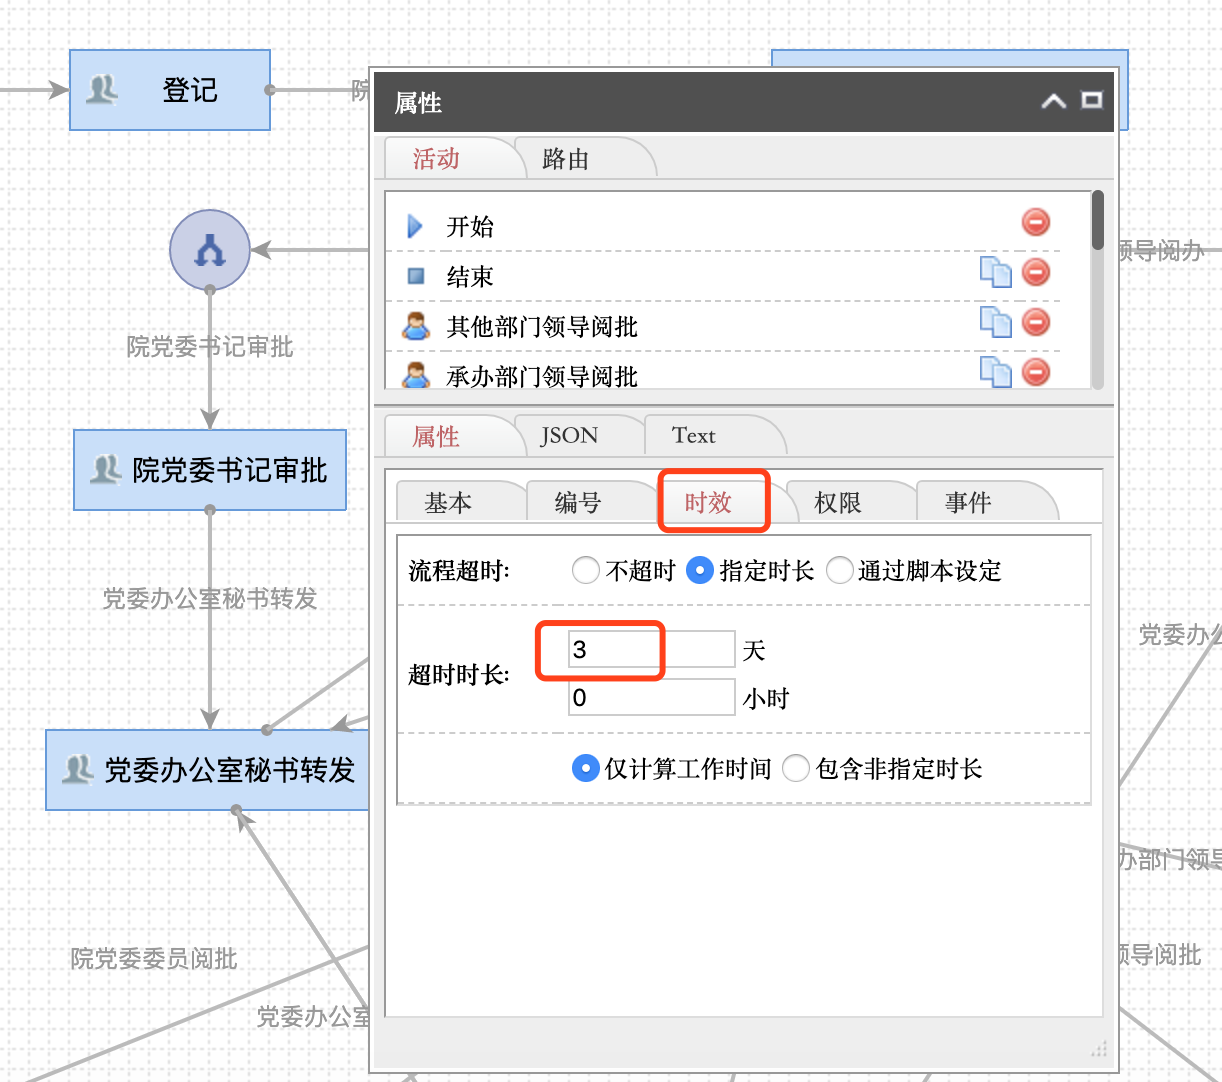 登记
院
属性
活动
路由
开始
结束
其他部门领导阅批
承办部门领导阅批
领导阅办
院党委书记审批
属性
JSON
Text
院党委书记审批
基本
编号
时效
权限
事件
流程超时:
不超时
指定时长
通过脚本设定
党委办公室秘书转发
超时时长:
3
天
0
小时
党委办公
党委办公室秘书转发
仅计算工作时间
包含非指定时长
办部门领导
院党委委员阅批
领导阅批
党委办公室